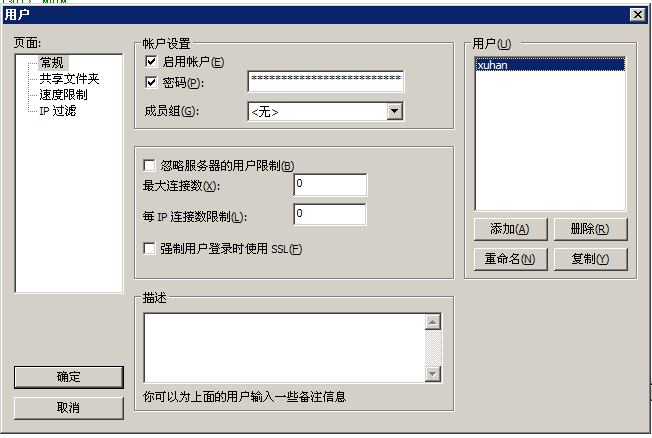 用户
页面:
常规
共享文件夹
速度限制
IP 过滤
帐户设置
启用帐户(E)
密码(P):
**************************
成员组(G):
<无>
忽略服务器的用户限制(B)
最大连接数(X):
0
每 IP 连接数限制(L):
0
强制用户登录时使用 SSL(F)
描述
你可以为上面的用户输入一些备注信息
用户(U)
xuhan
添加(A)
删除(R)
重命名(N)
复制(Y)
确定
取消